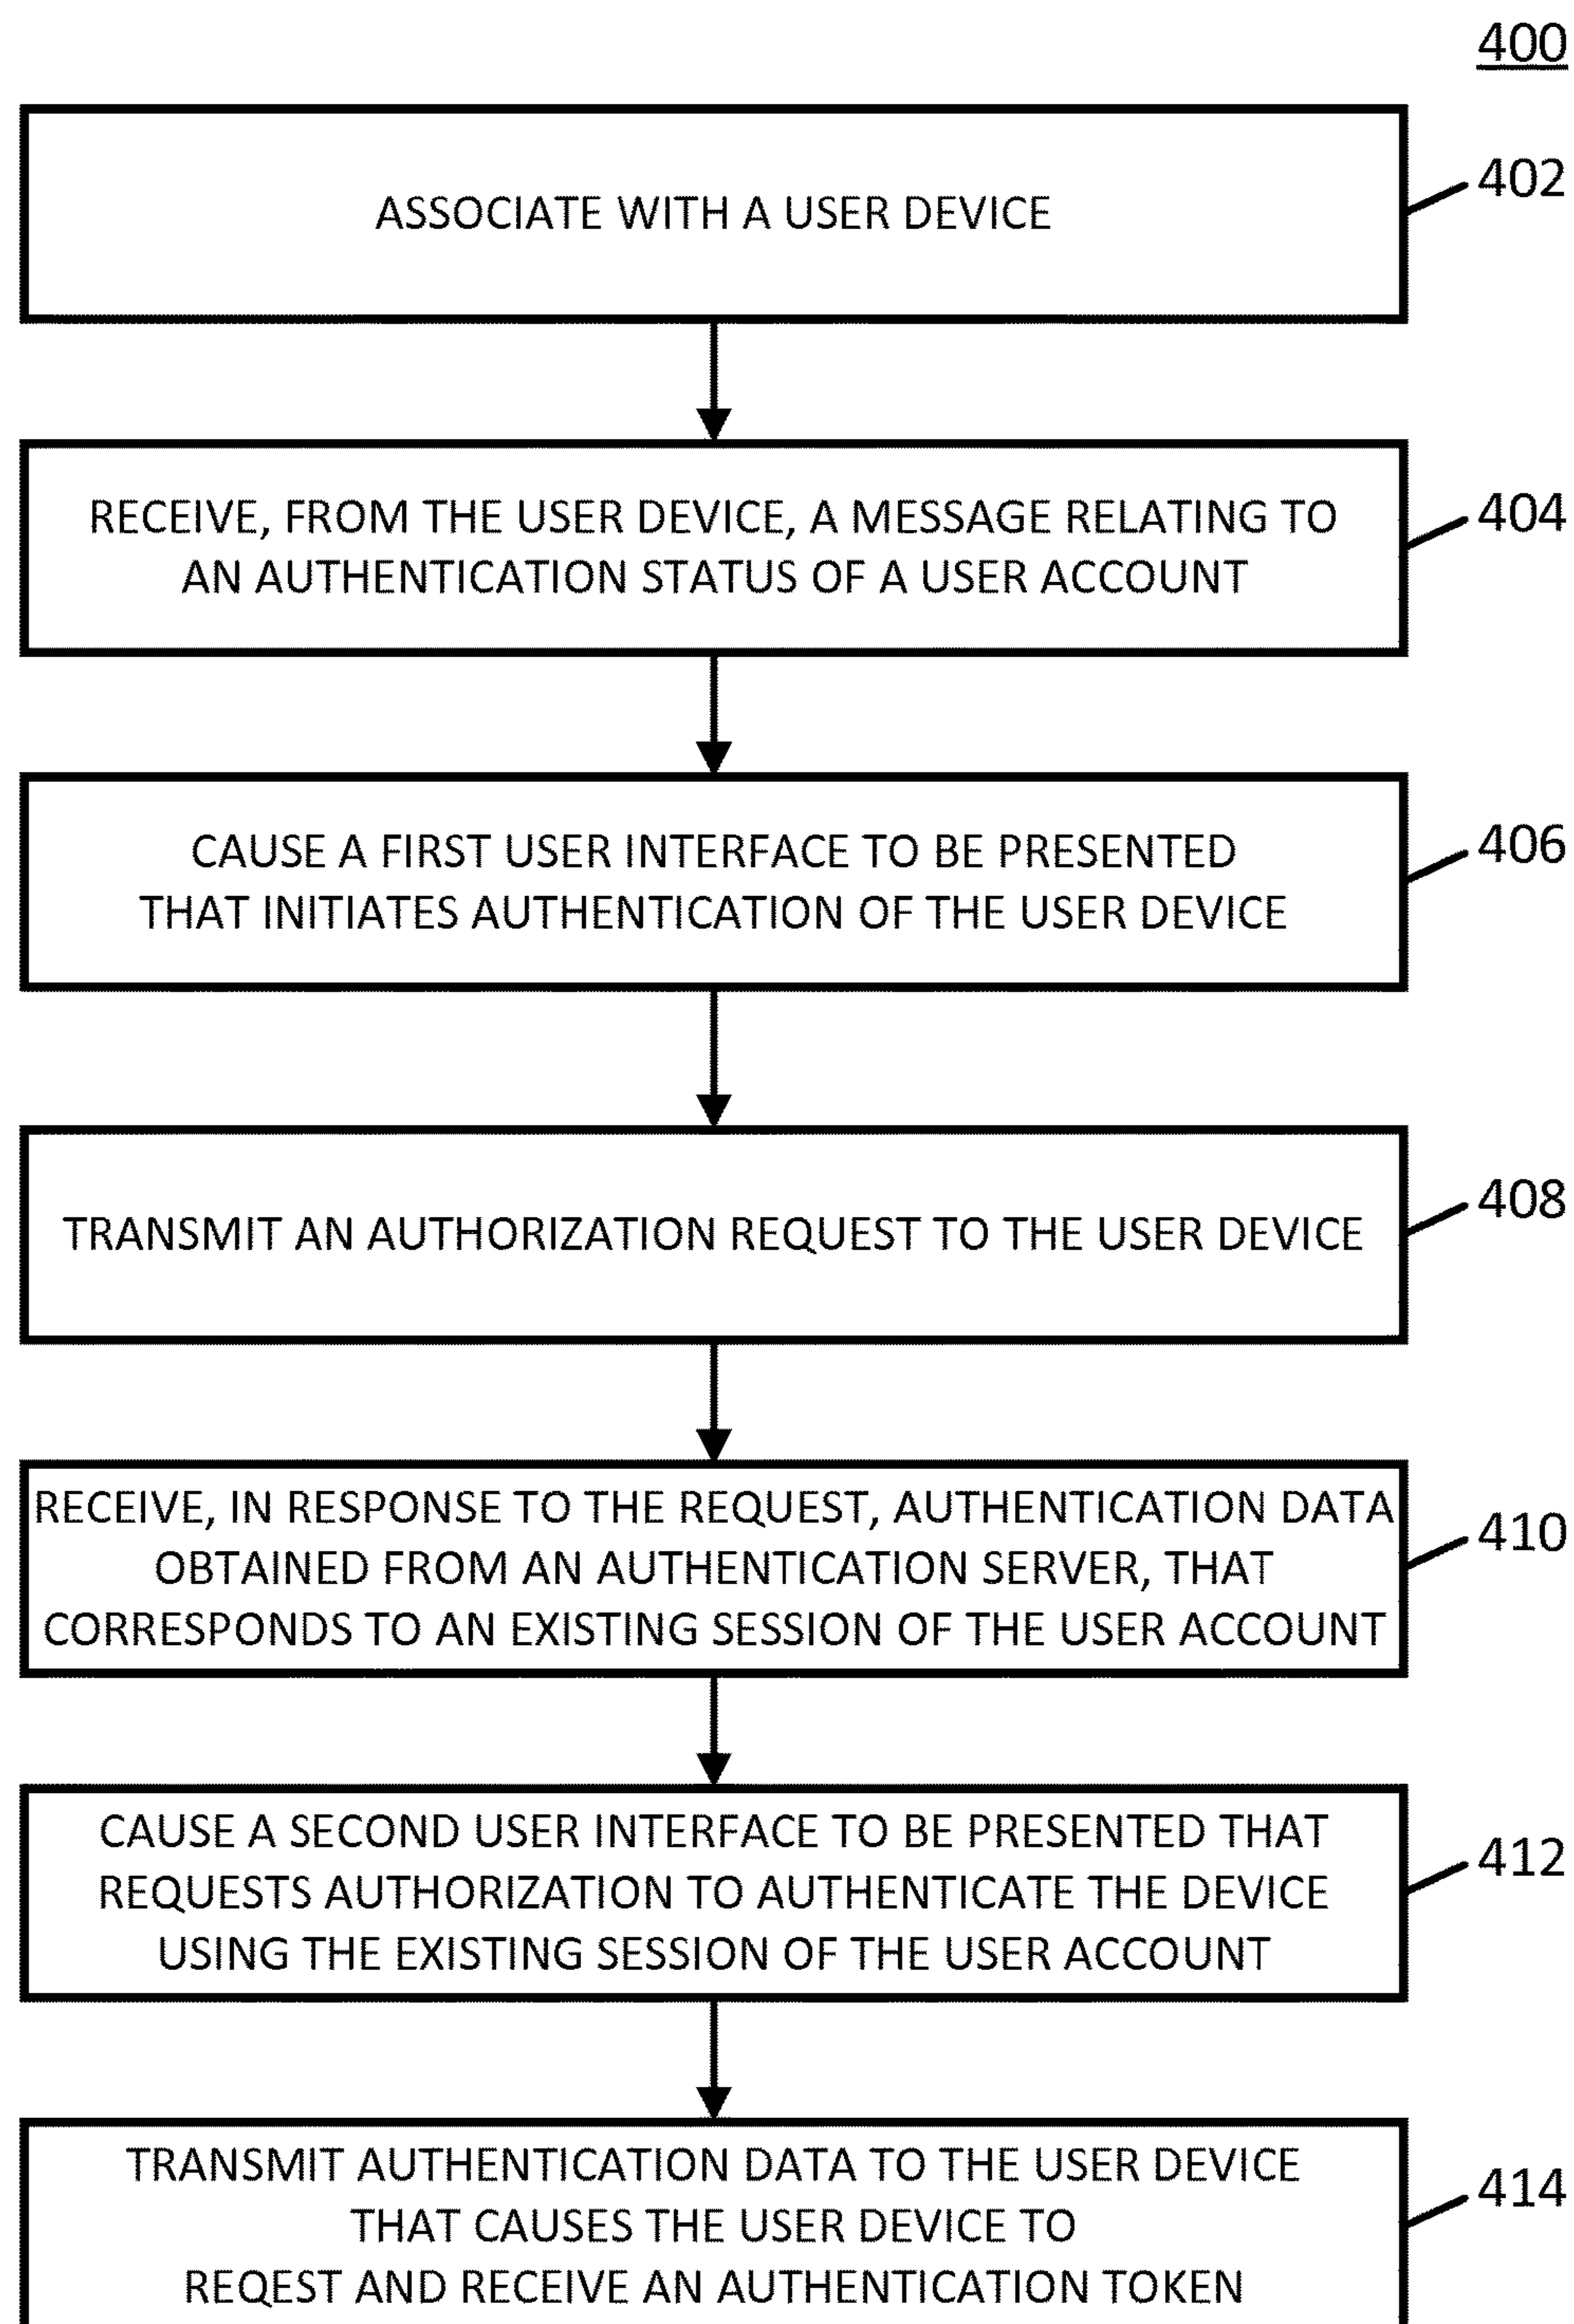 400
ASSOCIATE WITH A USER DEVICE
402
RECEIVE, FROM THE USER DEVICE, A MESSAGE RELATING TO
AN AUTHENTICATION STATUS OF A USER ACCOUNT
404
CAUSE A FIRST USER INTERFACE TO BE PRESENTED
THAT INITIATES AUTHENTICATION OF THE USER DEVICE
406
TRANSMIT AN AUTHORIZATION REQUEST TO THE USER DEVICE
408
RECEIVE, IN RESPONSE TO THE REQUEST, AUTHENTICATION DATA
OBTAINED FROM AN AUTHENTICATION SERVER, THAT
CORRESPONDS TO AN EXISTING SESSION OF THE USER ACCOUNT
410
CAUSE A SECOND USER INTERFACE TO BE PRESENTED THAT
REQUESTS AUTHORIZATION TO AUTHENTICATE THE DEVICE
USING THE EXISTING SESSION OF THE USER ACCOUNT
412
TRANSMIT AUTHENTICATION DATA TO THE USER DEVICE
THAT CAUSES THE USER DEVICE TO
REQEST AND RECEIVE AN AUTHENTICATION TOKEN
414